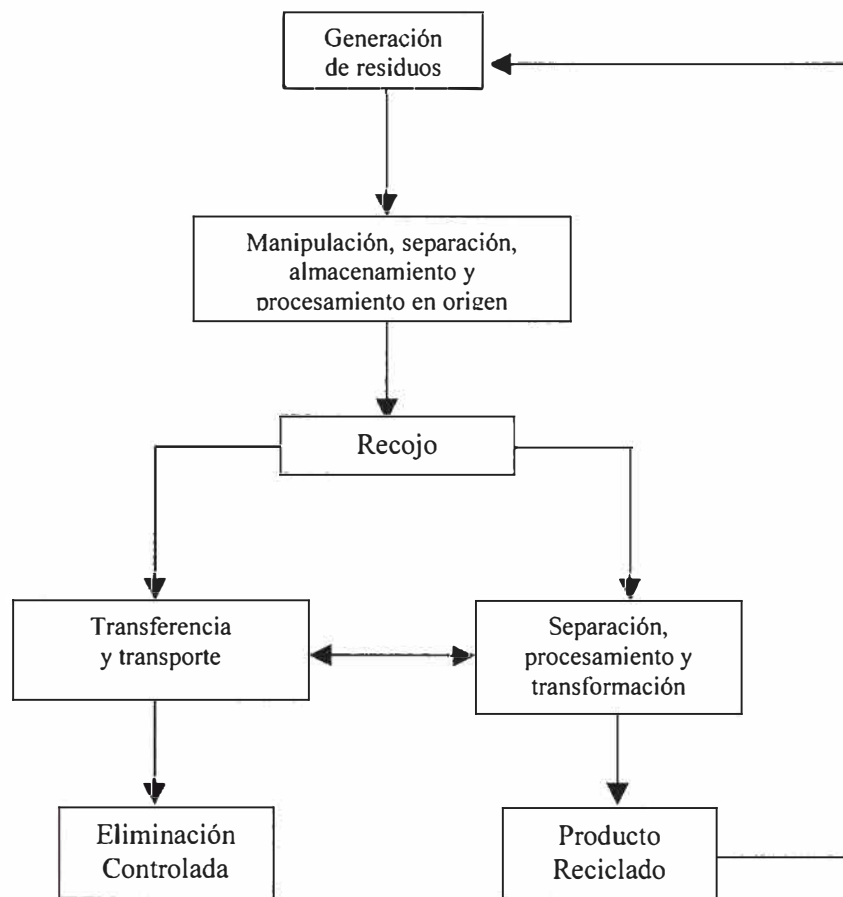 Generación
de residuos
Manipulación, separación,
almacenamiento y
procesamiento en origen
Recojo
Transferencia
y transporte
Separación,
procesamiento y
transformación
Eliminación
Controlada
Producto
Reciclado